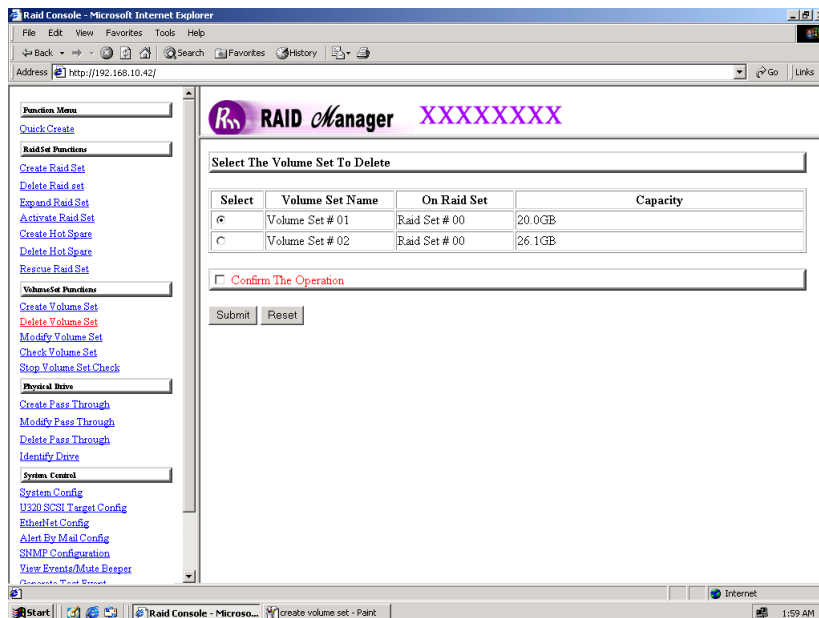 Raid Console - Microsoft Internet Explorer
File Edit View Favorites Tools Help
Back Search Favorites History
Address http://192.168.10.42/ Go Links
Function Menu
Quick Create
RaidSet Functions
Create Raid Set
Delete Raid set
Expand Raid Set
Activate Raid Set
Create Hot Spare
Delete Hot Spare
Rescue Raid Set
VolumeSet Functions
Create Volume Set
Delete Volume Set
Modify Volume Set
Check Volume Set
Stop Volume Set Check
Physical Drive
Create Pass Through
Modify Pass Through
Delete Pass Through
Identify Drive
System Control
System Config
U320 SCSI Target Config
EtherNet Config
Alert By Mail Config
SNMP Configuration
View Events/Mute Beeper
Generate Test Event
Rm RAID Manager XXXXXXXX
Select The Volume Set To Delete
Select Volume Set Name On Raid Set Capacity
Volume Set # 01 Raid Set # 00 20.0GB
Volume Set # 02 Raid Set # 00 26.1GB
Confirm The Operation
Submit Reset
Internet
Start Raid Console - Microso... create volume set - Paint 1:59 AM